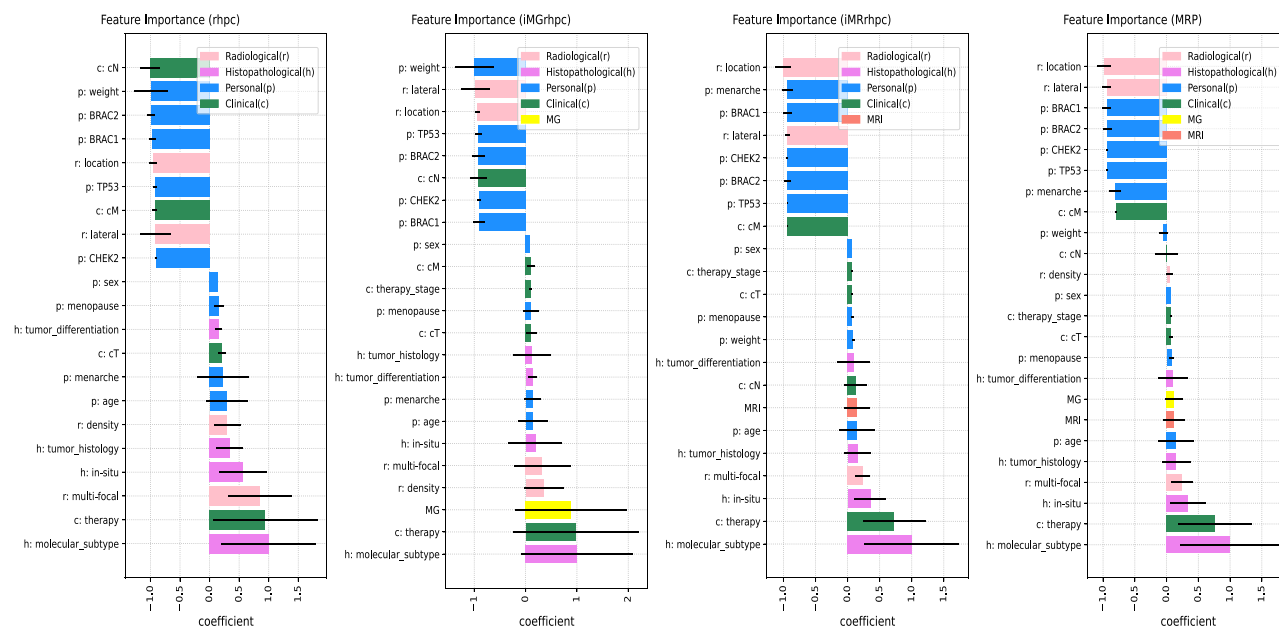 Feature Importance (rhpc)
c: cN
p: weight
p: BRAC2
p: BRAC1
r: location
p: TP53
c: cM
r: lateral
p: CHEK2
p: sex
p: menopause
h: tumor_differentiation
c: cT
p: menarche
p: age
r: density
h: tumor_histology
h: in-situ
r: multi-focal
c: therapy
h: molecular_subtype
Radiological(r)
Histopathological(h)
Personal(p)
Clinical(c)
−1.0 −0.5 0.0 0.5 1.0 1.5
coefficient
Feature Importance (iMGrhpc)
p: weight
r: lateral
r: location
p: TP53
p: BRAC2
c: cN
p: CHEK2
p: BRAC1
p: sex
c: cM
c: therapy_stage
p: menopause
c: cT
h: tumor_histology
h: tumor_differentiation
p: menarche
p: age
h: in-situ
r: multi-focal
r: density
MG
c: therapy
h: molecular_subtype
Radiological(r)
Histopathological(h)
Personal(p)
Clinical(c)
MG
−1 0 1 2
coefficient
Feature Importance (iMRrhpc)
r: location
p: menarche
p: BRAC1
r: lateral
p: CHEK2
p: BRAC2
p: TP53
c: cM
p: sex
c: therapy_stage
c: cT
p: menopause
p: weight
h: tumor_differentiation
c: cN
MRI
p: age
h: tumor_histology
r: multi-focal
h: in-situ
c: therapy
h: molecular_subtype
Radiological(r)
Histopathological(h)
Personal(p)
Clinical(c)
MRI
−1.0 −0.5 0.0 0.5 1.0 1.5
coefficient
Feature Importance (MRP)
r: location
r: lateral
p: BRAC1
p: BRAC2
p: CHEK2
p: TP53
p: menarche
c: cM
p: weight
c: cN
r: density
p: sex
c: therapy_stage
c: cT
p: menopause
h: tumor_differentiation
MG
MRI
p: age
h: tumor_histology
r: multi-focal
h: in-situ
c: therapy
h: molecular_subtype
Radiological(r)
Histopathological(h)
Personal(p)
Clinical(c)
MG
MRI
−1.0 −0.5 0.0 0.5 1.0 1.5
coefficient